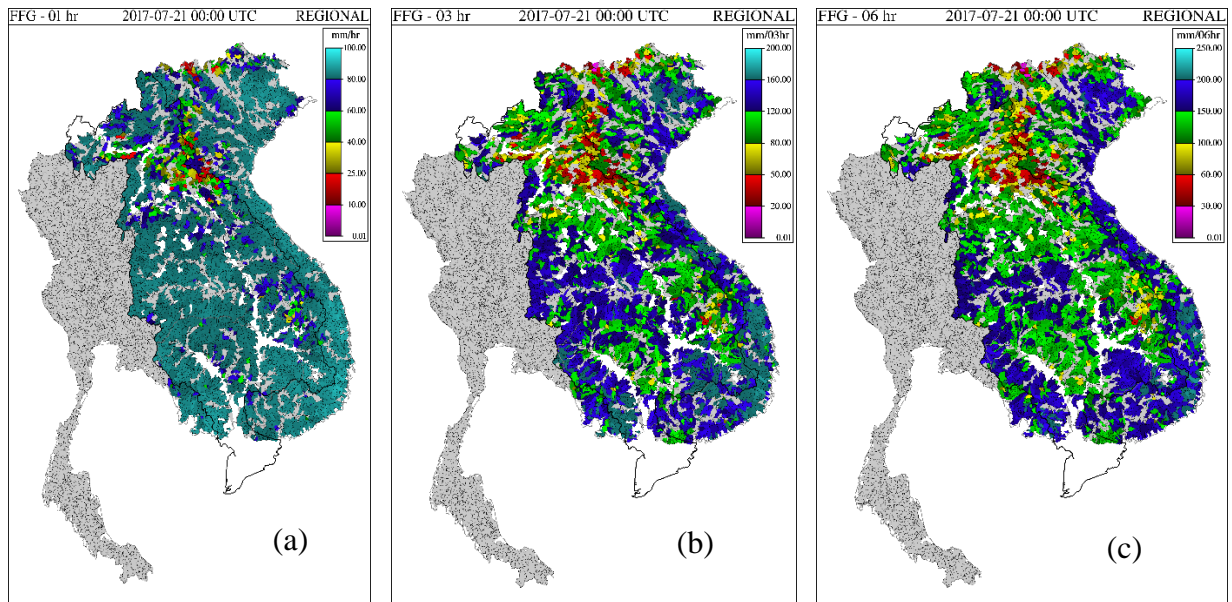 FFG - 01 hr 2017-07-21 00:00 UTC REGIONAL
mm/hr
100.00
80.00
60.00
40.00
25.00
10.00
0.01
(a)
FFG - 03 hr 2017-07-21 00:00 UTC REGIONAL
mm/03hr
200.00
160.00
120.00
80.00
60.00
30.00
0.01
(b)
FFG - 06 hr 2017-07-21 00:00 UTC REGIONAL
mm/06hr
250.00
200.00
150.00
100.00
60.00
30.00
0.01
(c)